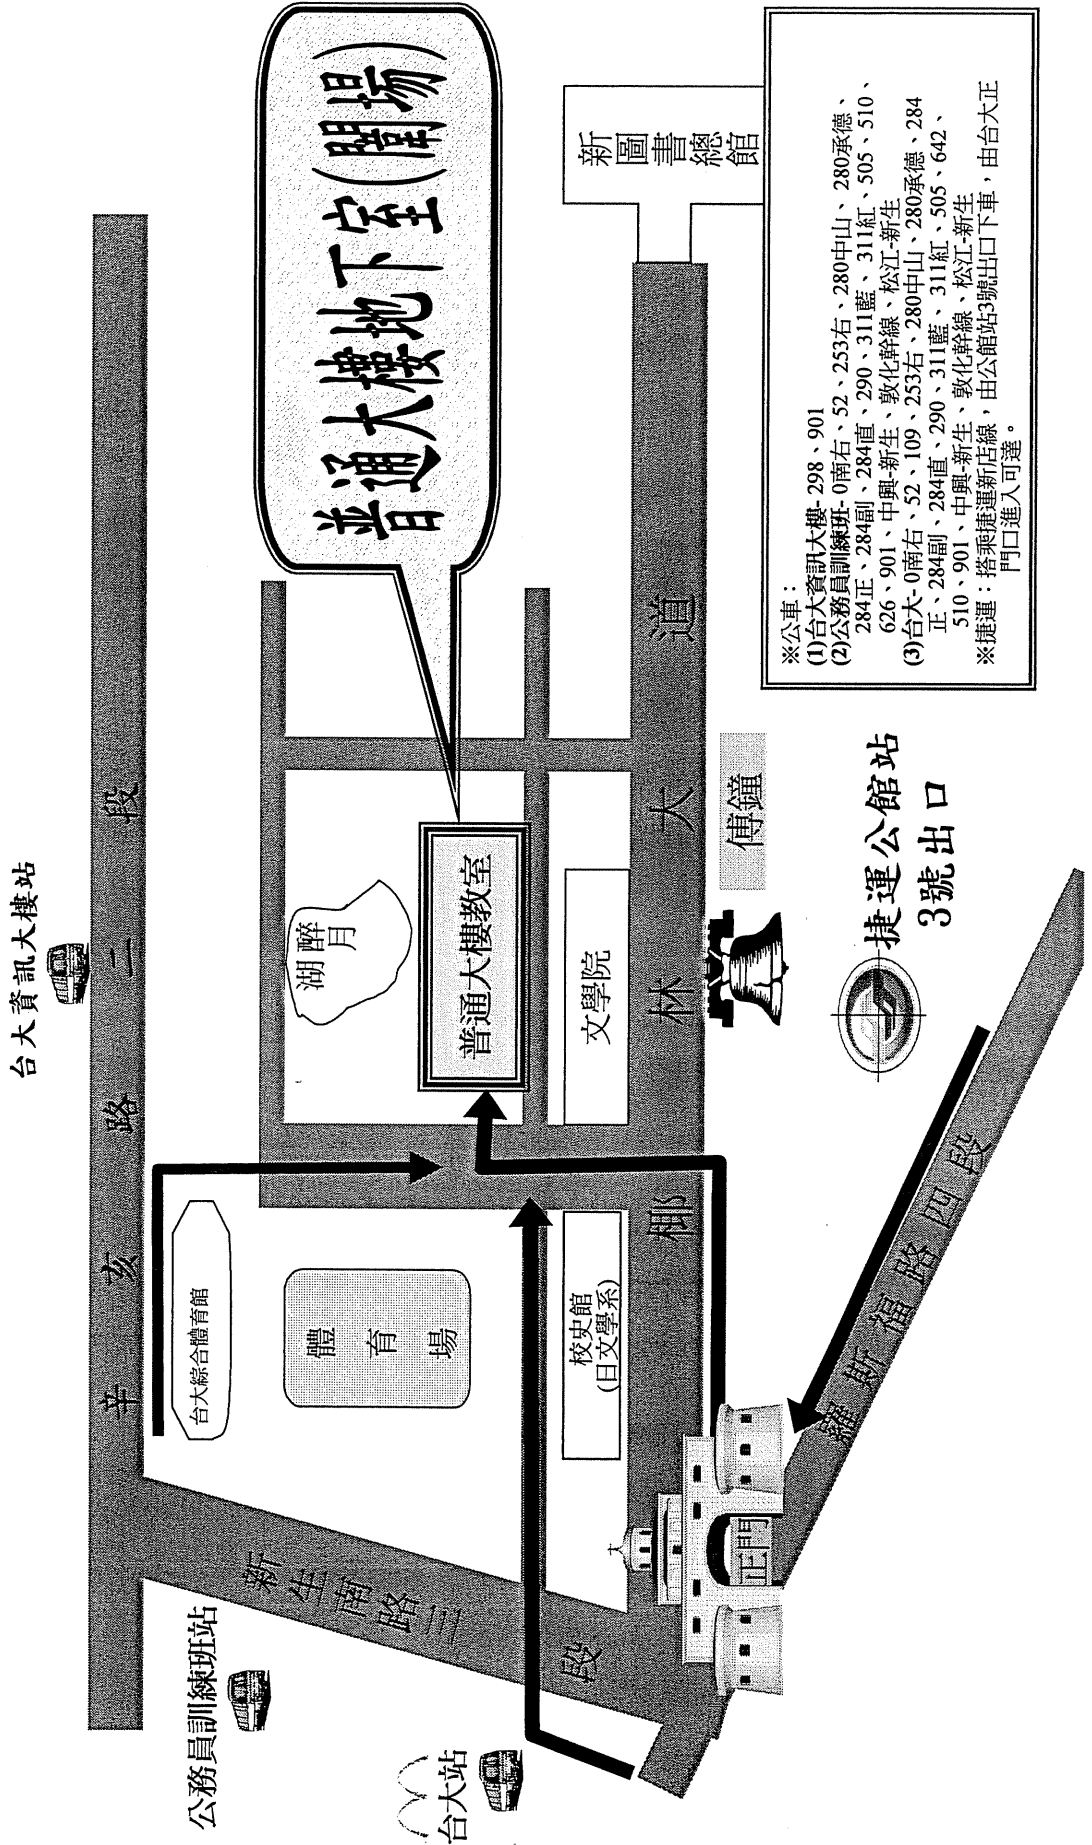 台大資訊大樓站
辛亥路二段
公務員訓練班站
台大站
新生南路三段
台大綜合體育館
體育場
校史館
(日文學系)
醉月
湖
普通大樓教室
普通大樓地下室(闈場)
文學院
椰林大道
傅鐘
新圖書總館
正門
羅斯福路四段
捷運公館站
3號出口
※公車：
(1)台大資訊大樓- 298、901
(2)公務員訓練班- 0南右、52、253右、280中山、280承德、
284正、284副、284直、290、311藍、311紅、505、510、
626、901、中興-新生、敦化幹線、松江-新生
(3)台大- 0南右、52、109、253右、280中山、280承德、284
正、284副、284直、290、311藍、311紅、505、642、
510、901、中興-新生、敦化幹線、松江-新生
※捷運：搭乘捷運新店線，由公館站3號出口下車，由台大正
門口進入可達。